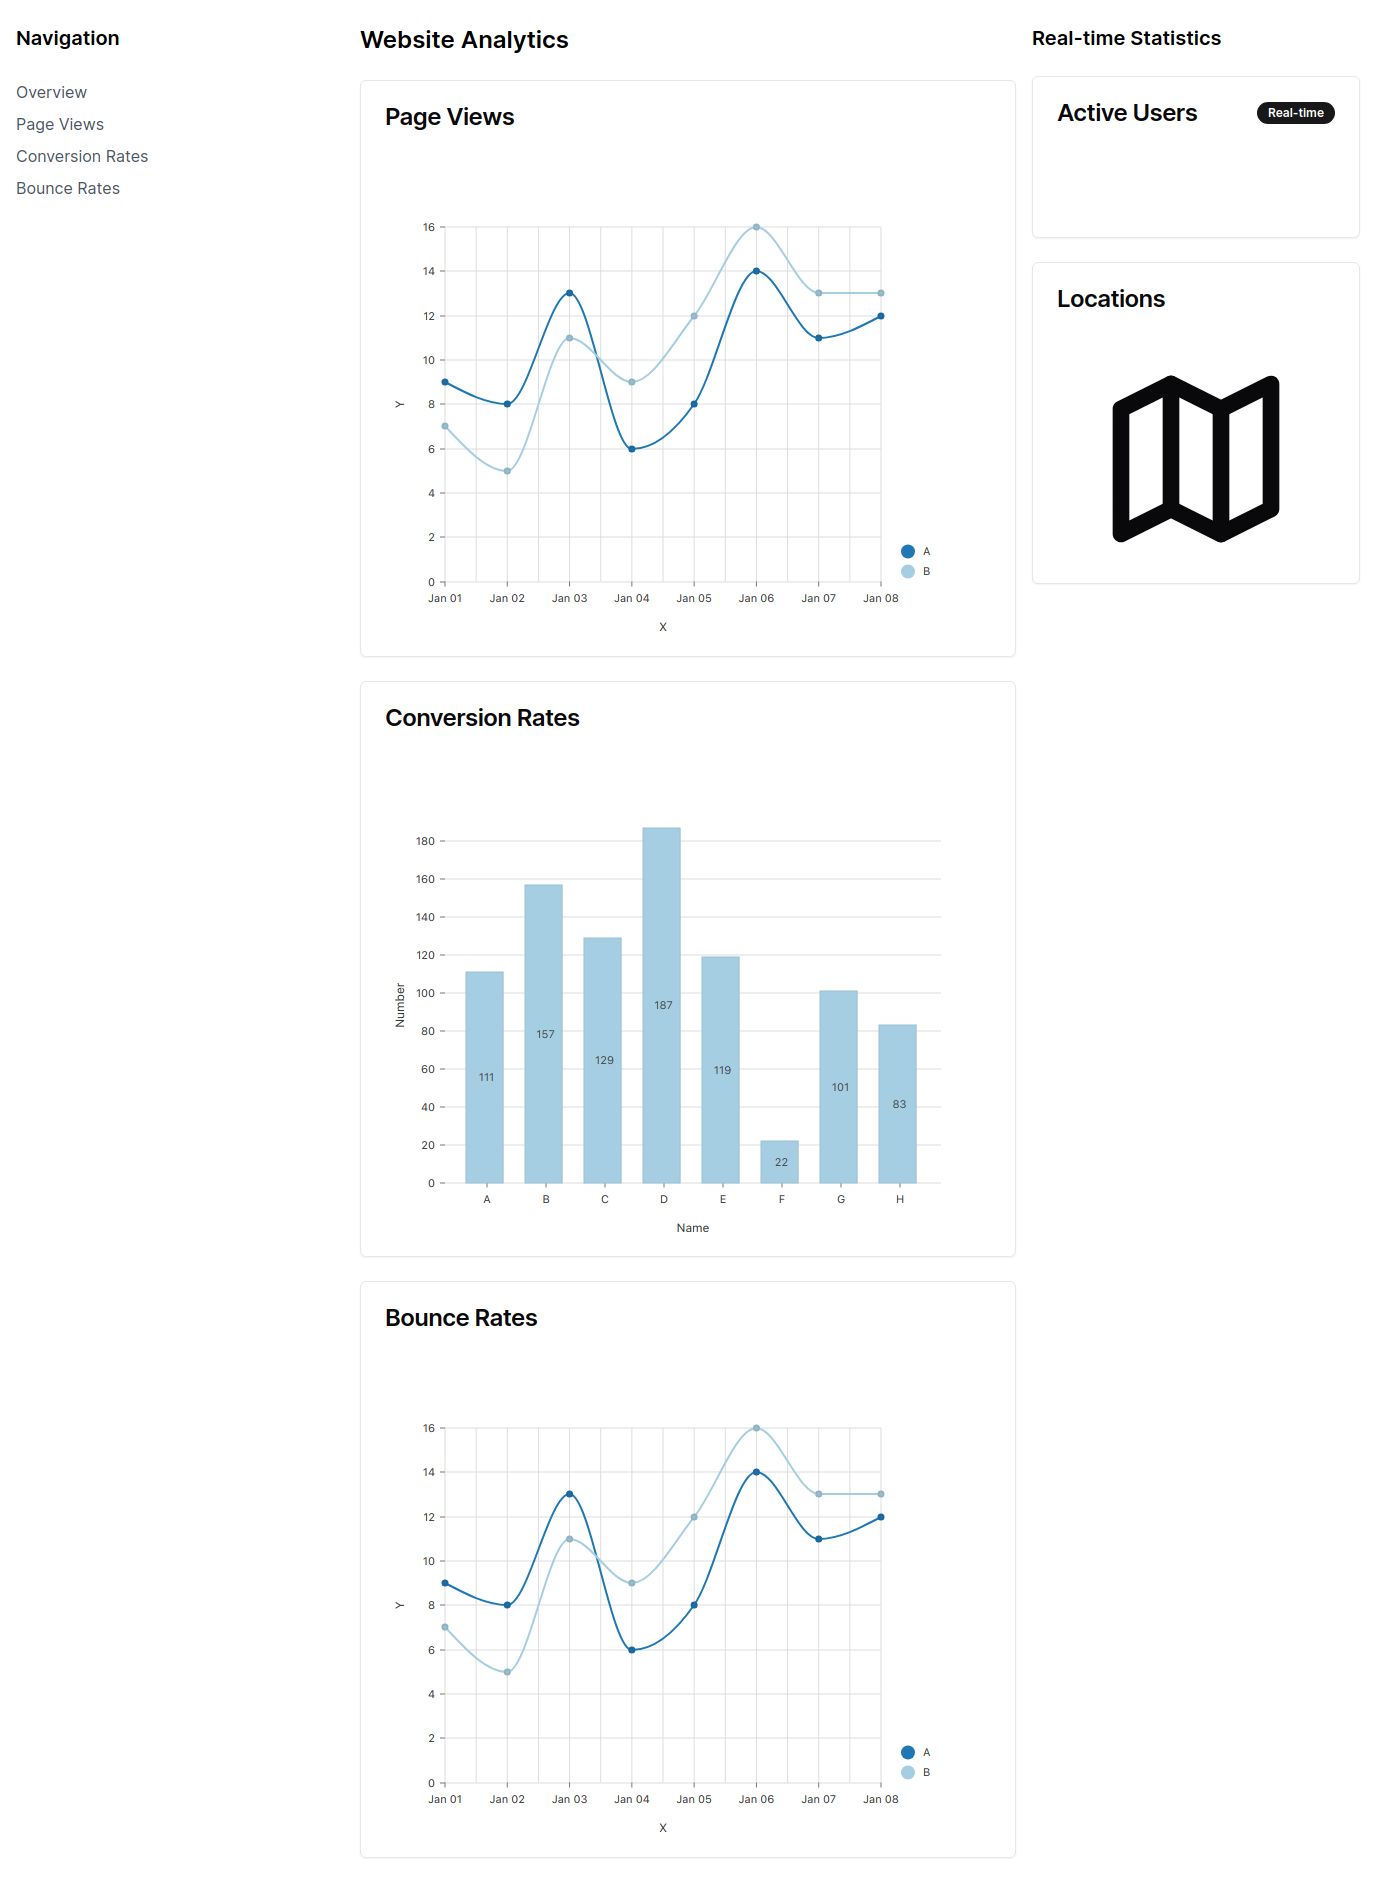 Navigation
Overview
Page Views
Conversion Rates
Bounce Rates
Website Analytics
Page Views
16
14
12
10
8
6
4
2
0
Y
Jan 01 Jan 02 Jan 03 Jan 04 Jan 05 Jan 06 Jan 07 Jan 08
X
A
B
Conversion Rates
180
160
140
120
100
80
60
40
20
0
Number
111 157 129 187 119 22 101 83
A B C D E F G H
Name
Bounce Rates
16
14
12
10
8
6
4
2
0
Y
Jan 01 Jan 02 Jan 03 Jan 04 Jan 05 Jan 06 Jan 07 Jan 08
X
A
B
Real-time Statistics
Active Users Real-time
Locations